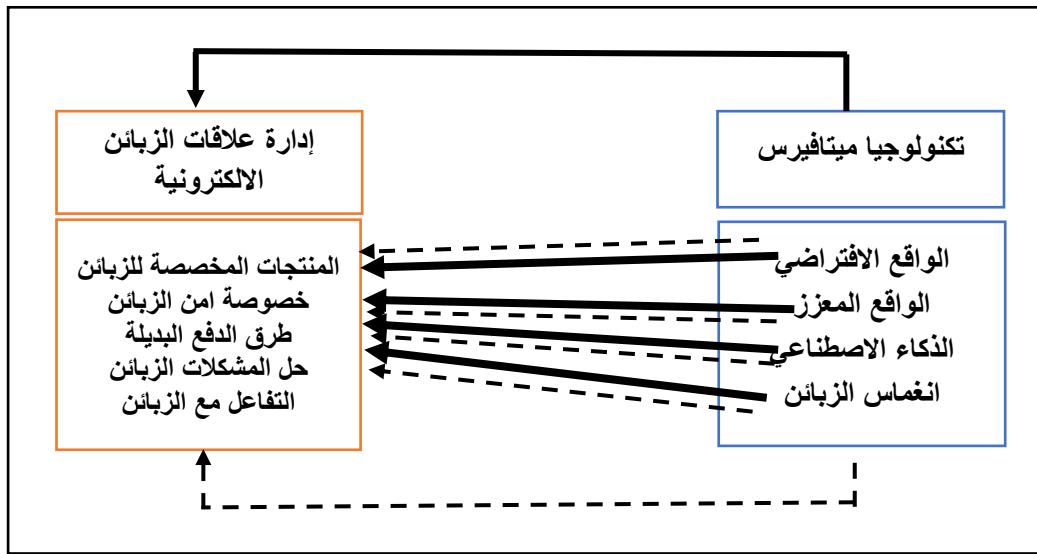 تكنولوجيا ميتافيرس
الواقع الافتراضي
الواقع المعزز
الذكاء الاصطناعي
انغماس الزبائن
إدارة علاقات الزبائن
الالكترونية
المنتجات المخصصة للزبائن
خصوصة امن الزبائن
طرق الدفع البديلة
حل المشكلات الزبائن
التفاعل مع الزبائن